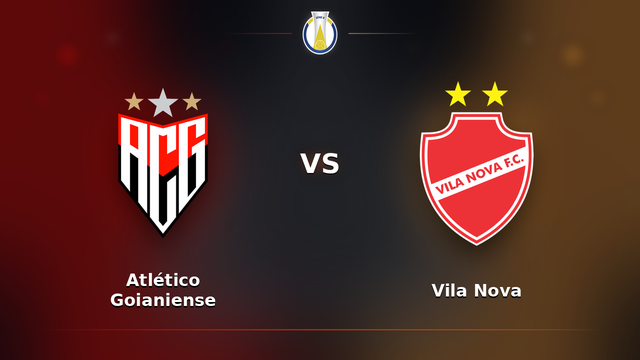 ACG
VS
VILA NOVA F.C.
Atlético
Goianiense
Vila Nova